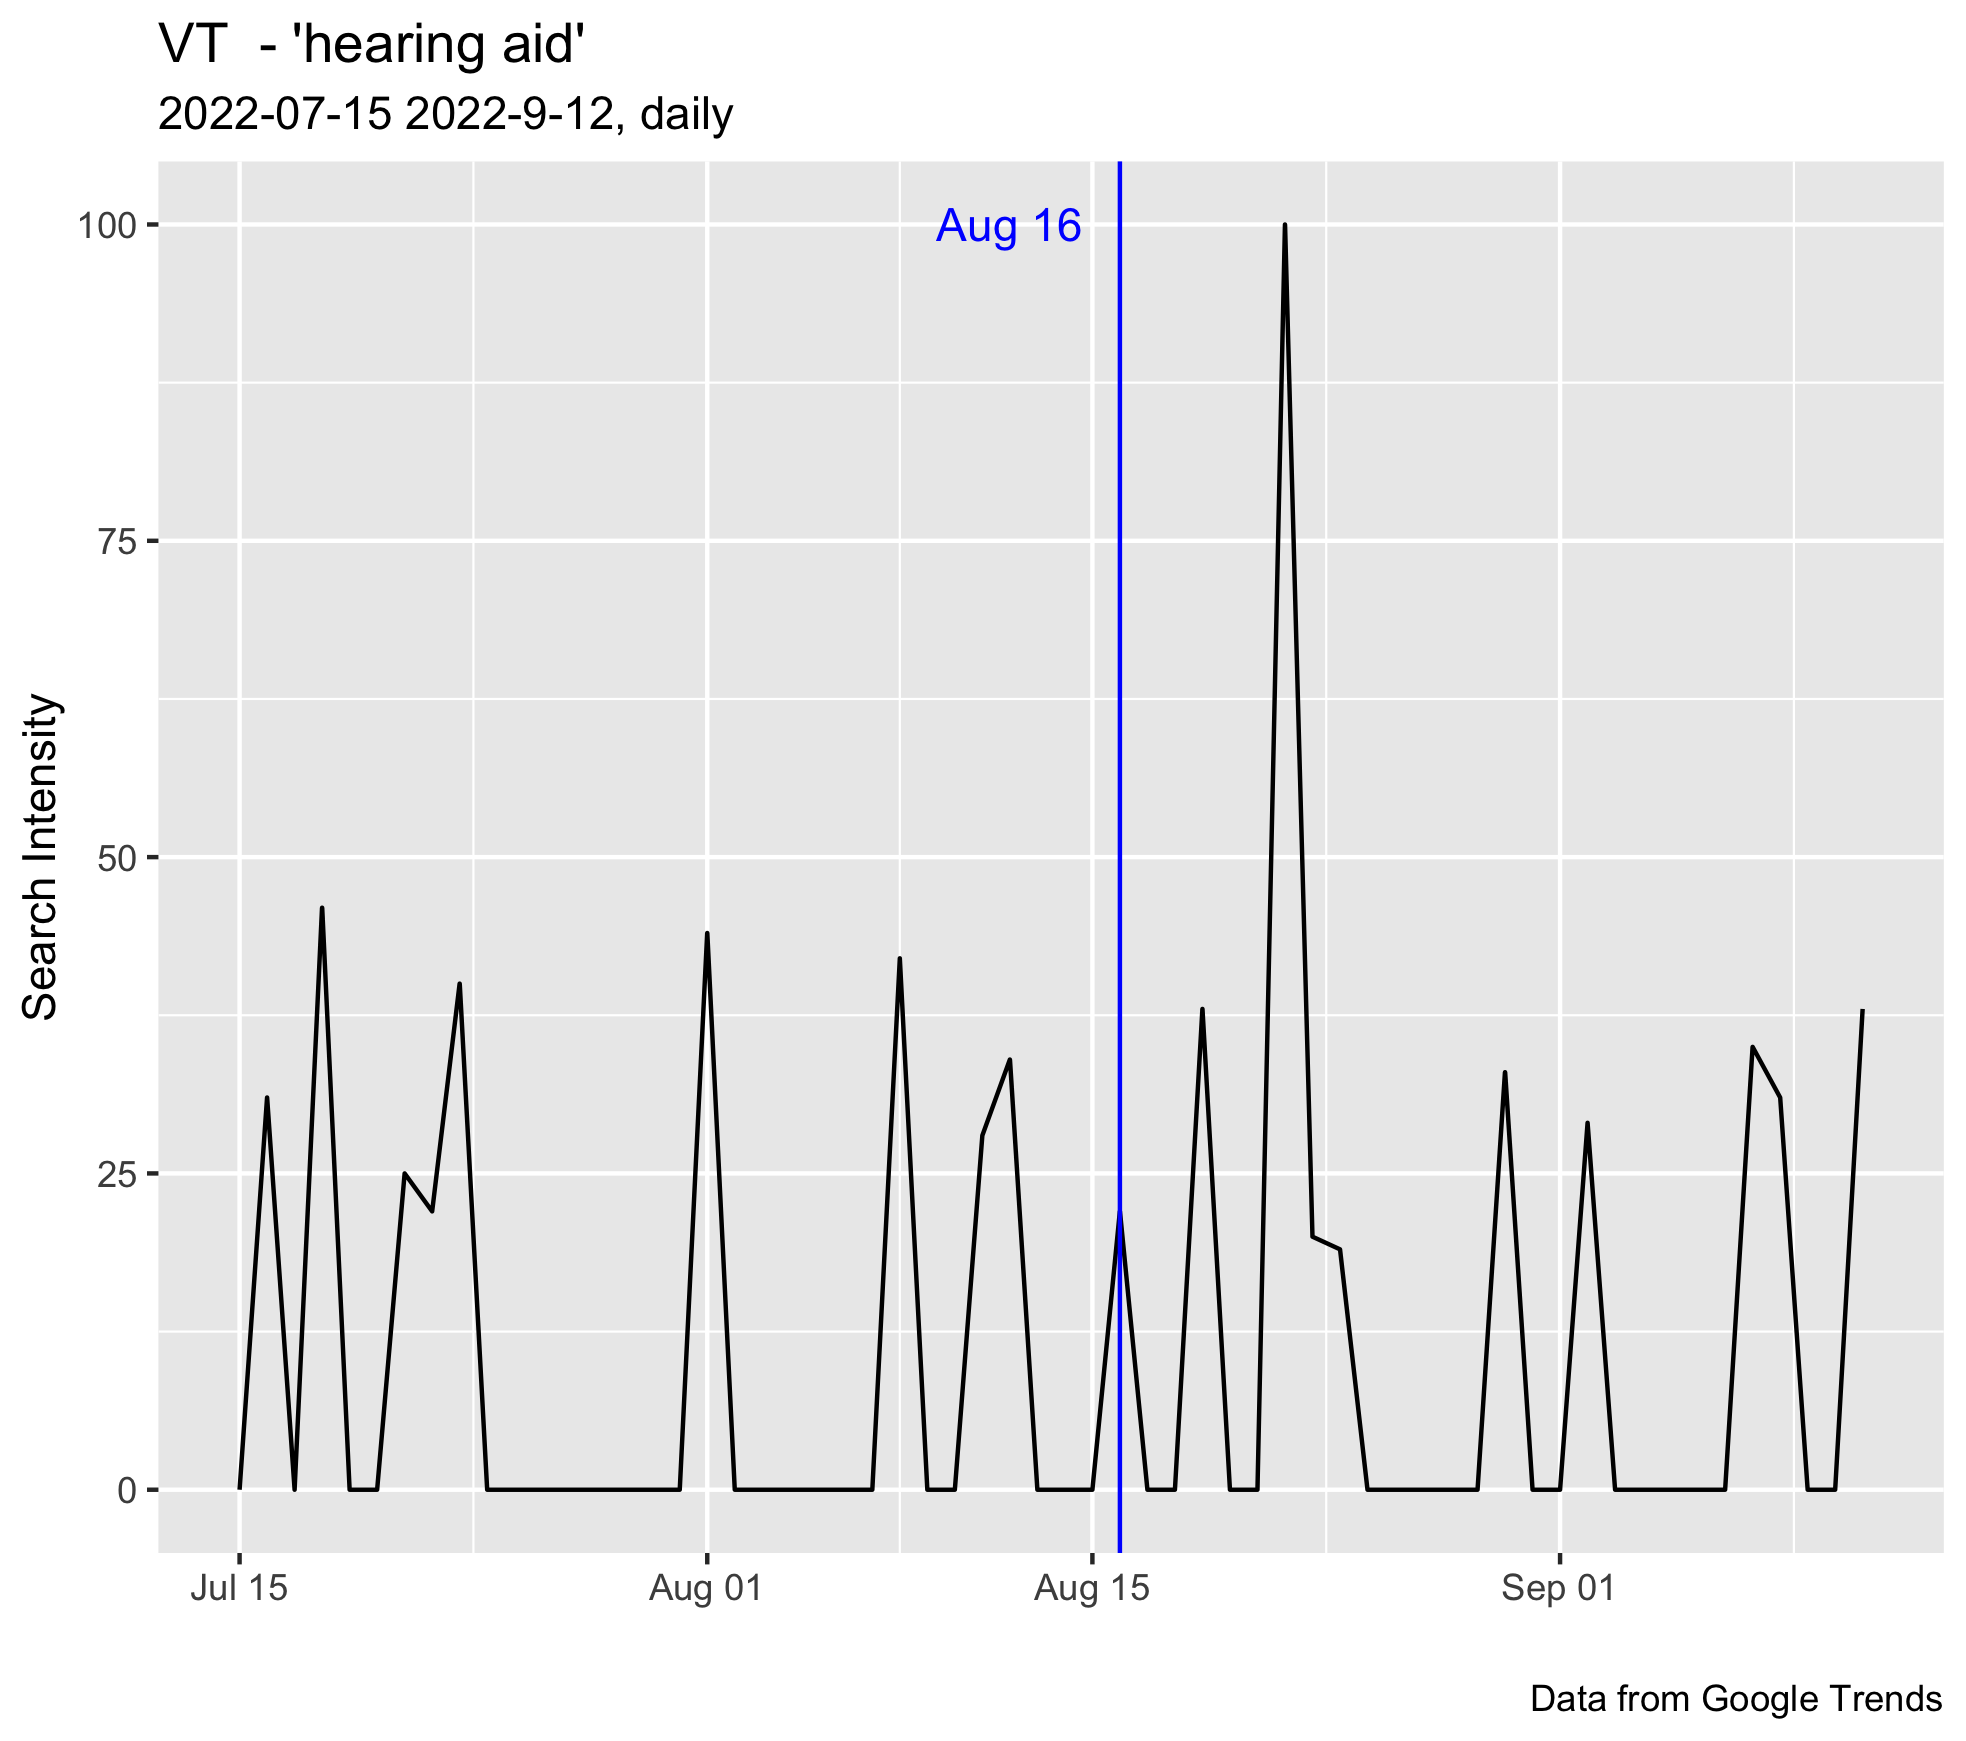 VT  - 'hearing aid'
2022-07-15 2022-9-12, daily
Aug 16
100
75
50
25
0
Search Intensity
Jul 15 Aug 01 Aug 15 Sep 01
Data from Google Trends